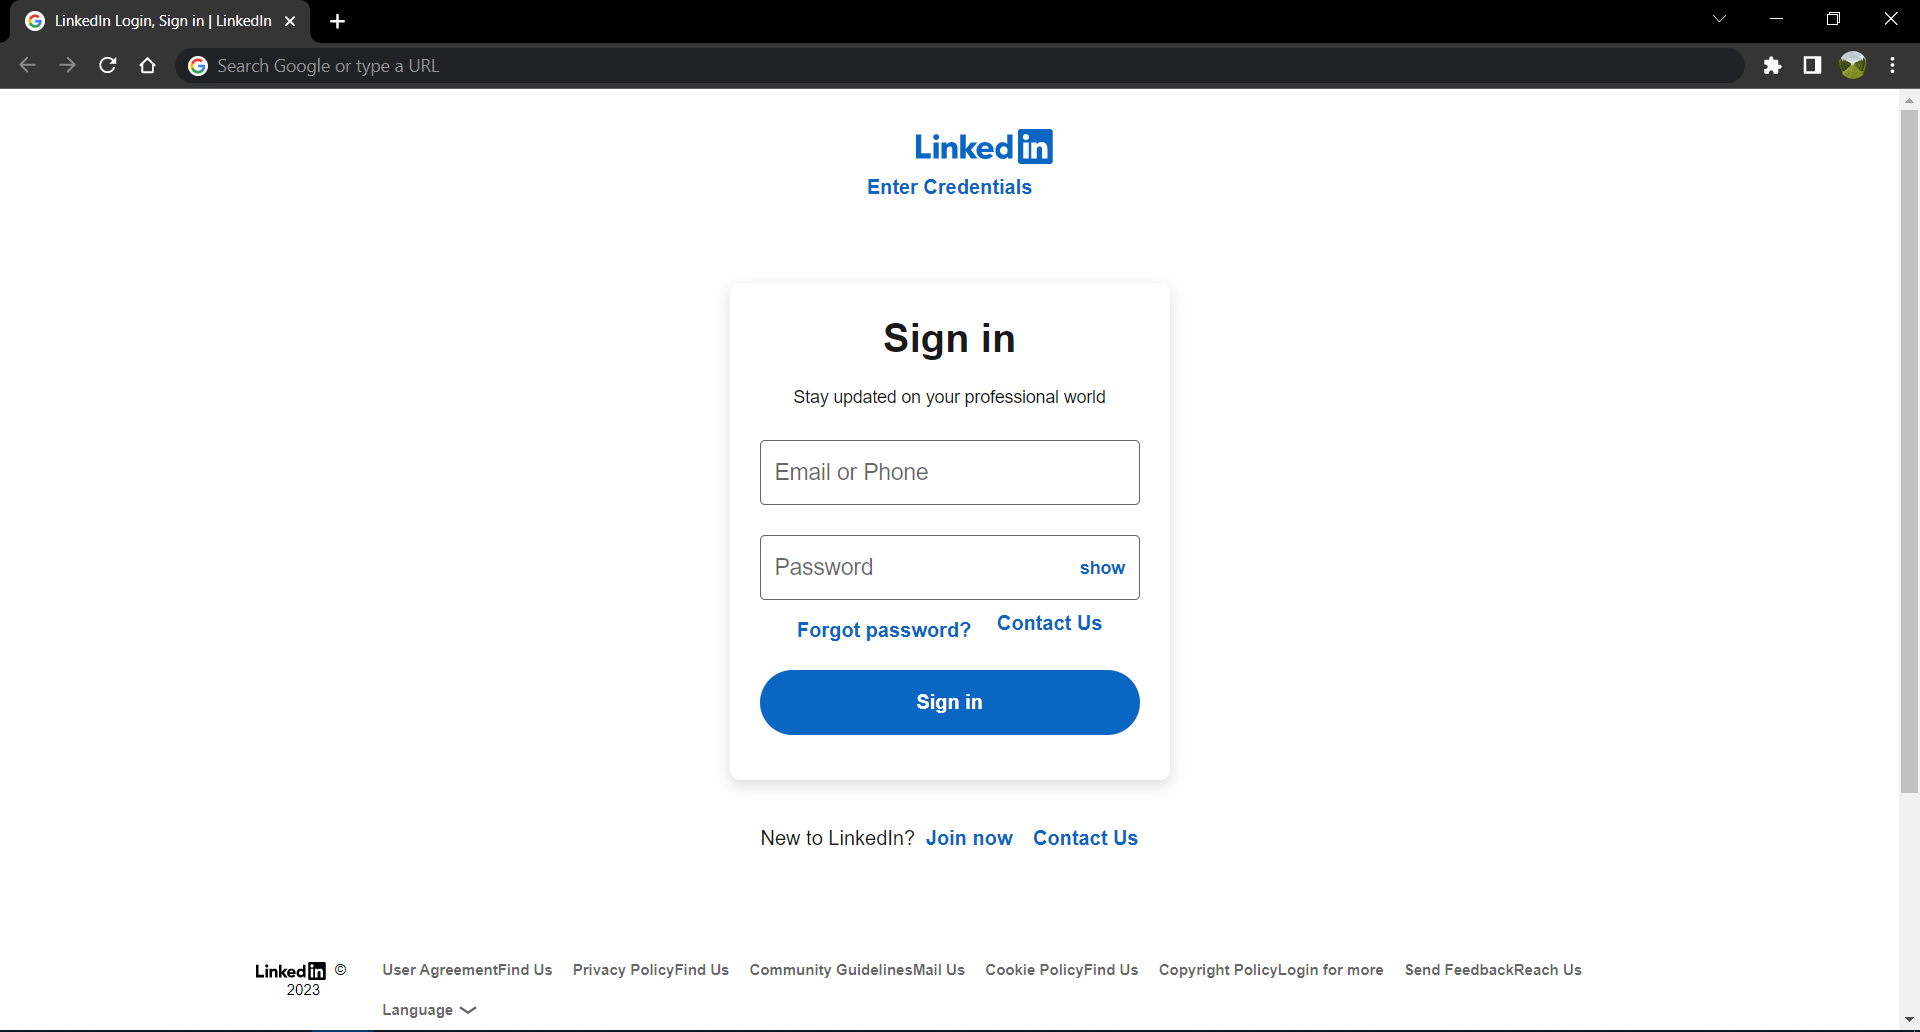 LinkedIn Login, Sign in | LinkedIn
Search Google or type a URL
Linkedin
Enter Credentials
Sign in
Stay updated on your professional world
Email or Phone
Password show
Forgot password? Contact Us
Sign in
New to LinkedIn? Join now Contact Us
Linkedin © 2023
User AgreementFind Us Privacy PolicyFind Us Community GuidelinesMail Us Cookie PolicyFind Us Copyright PolicyLogin for more Send FeedbackReach Us
Language